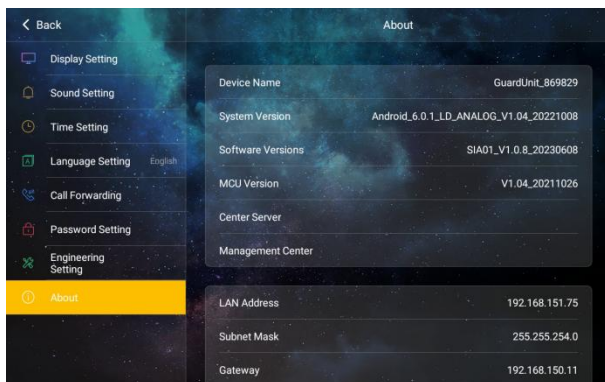 Back
About
Display Setting
Sound Setting
Time Setting
Language Setting English
Call Forwarding
Password Setting
Engineering
Setting
About
Device Name GuardUnit_869829
System Version Android_6.0.1_LD_ANALOG_V1.04_20221008
Software Versions SIA01_V1.0.8_20230608
MCU Version V1.04_20211026
Center Server
Management Center
LAN Address 192.168.151.75
Subnet Mask 255.255.254.0
Gateway 192.168.150.11